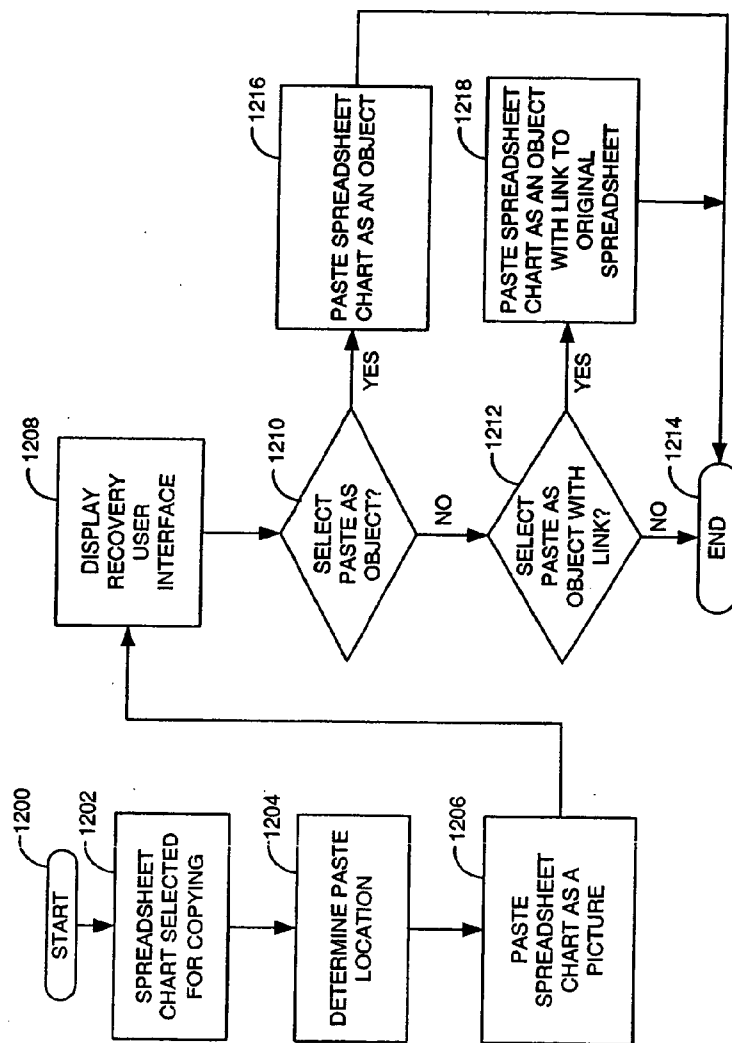 START
1200
SPREADSHEET
CHART SELECTED
FOR COPYING
1202
DETERMINE PASTE
LOCATION
1204
PASTE
SPREADSHEET
CHART AS A
PICTURE
1206
DISPLAY
RECOVERY
USER
INTERFACE
1208
SELECT
PASTE AS
OBJECT?
1210
YES
NO
PASTE SPREADSHEET
CHART AS AN OBJECT
1216
SELECT
PASTE AS
OBJECT WITH
LINK?
1212
YES
NO
PASTE SPREADSHEET
CHART AS AN OBJECT
WITH LINK TO
ORIGINAL
SPREADSHEET
1218
END
1214